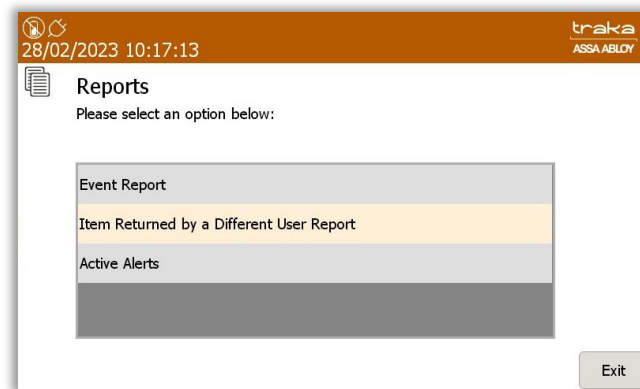 28/02/2023 10:17:13
traka
ASSA ABLOY
Reports
Please select an option below:
Event Report
Item Returned by a Different User Report
Active Alerts
Exit